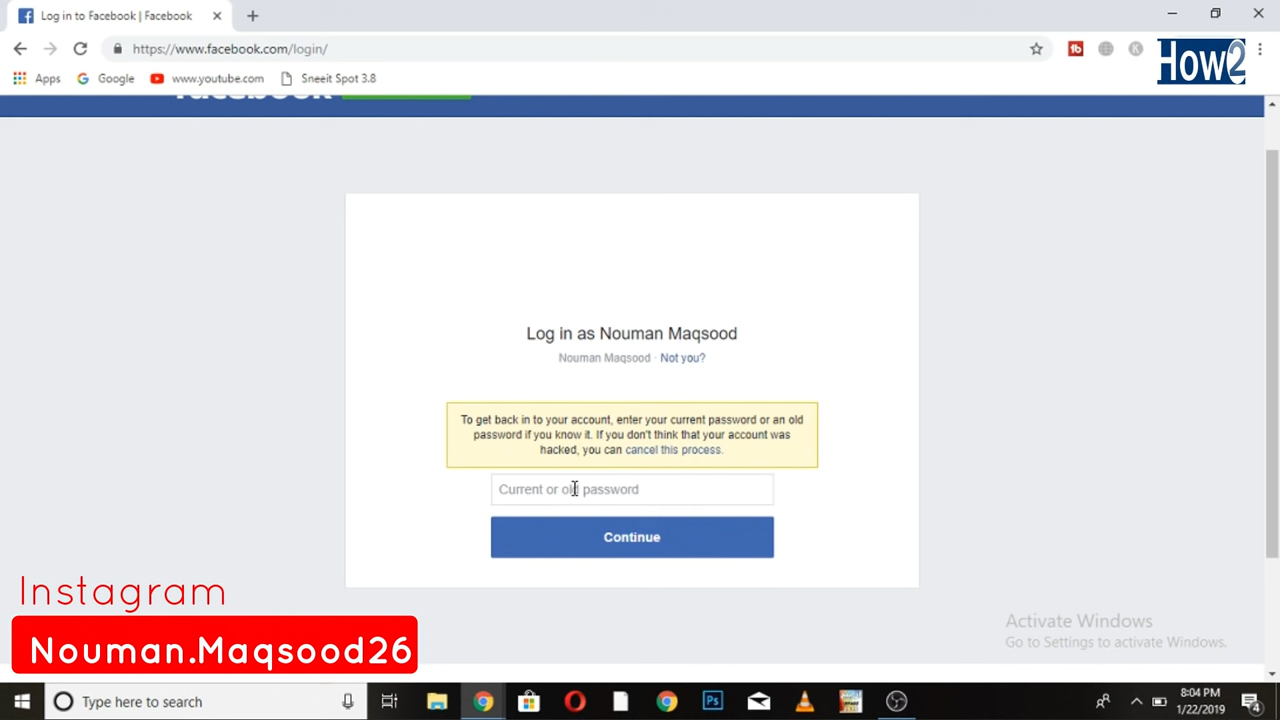 Log in to Facebook | Facebook
https://www.facebook.com/login/
How2
Apps
Google
www.youtube.com
Sneeit Spot 3.8
facebook
Log in as Nouman Maqsood
Nouman Maqsood · Not you?
To get back in to your account, enter your current password or an old
password if you know it. If you don't think that your account was
hacked, you can cancel this process.
Current or old password
Continue
Instagram
Nouman.Maqsood26
Activate Windows
Go to Settings to activate Windows.
Type here to search
Ps
8:04 PM
1/22/2019
4